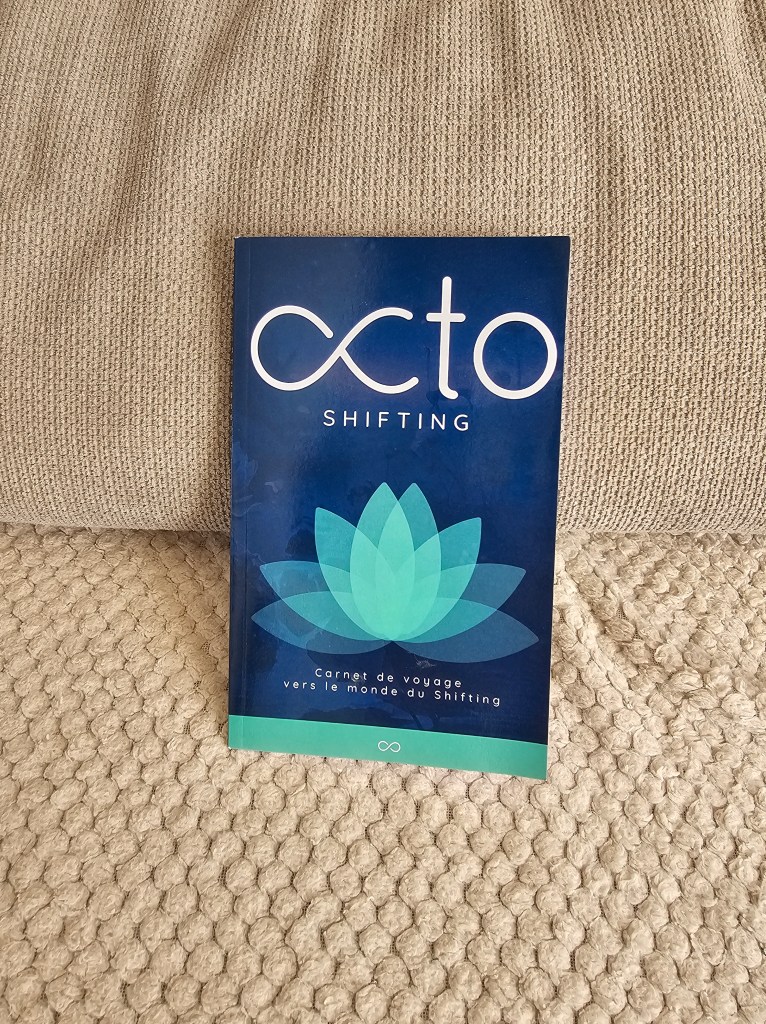 octo
SHIFTING
Carnet de voyage
vers le monde du Shifting